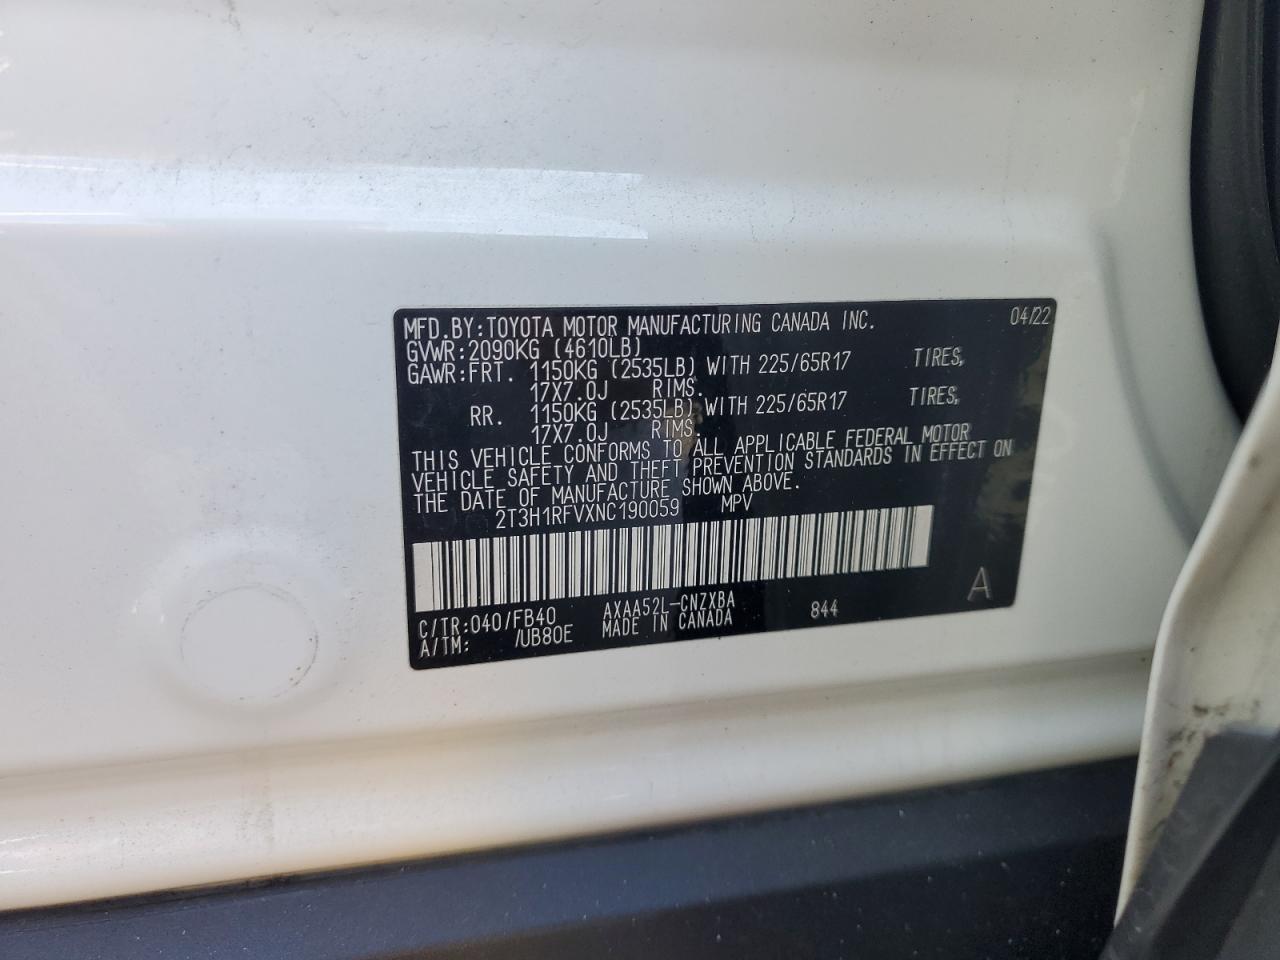 MFD.BY:TOYOTA MOTOR MANUFACTURING CANADA INC. 04/22
GVWR:2090KG (4610LB)
GAWR:FRT. 1150KG (2535LB) WITH 225/65R17 TIRES,
17X7.0J RIMS.
RR. 1150KG (2535LB) WITH 225/65R17 TIRES,
17X7.0J RIMS.
THIS VEHICLE CONFORMS TO ALL APPLICABLE FEDERAL MOTOR
VEHICLE SAFETY AND THEFT PREVENTION STANDARDS IN EFFECT ON
THE DATE OF MANUFACTURE SHOWN ABOVE.
2T3H1RFVXNC190059 MPV
A
C/TR:040/FB40 AXAA52L-CNZXBA 844
A/TM: /UB80E MADE IN CANADA